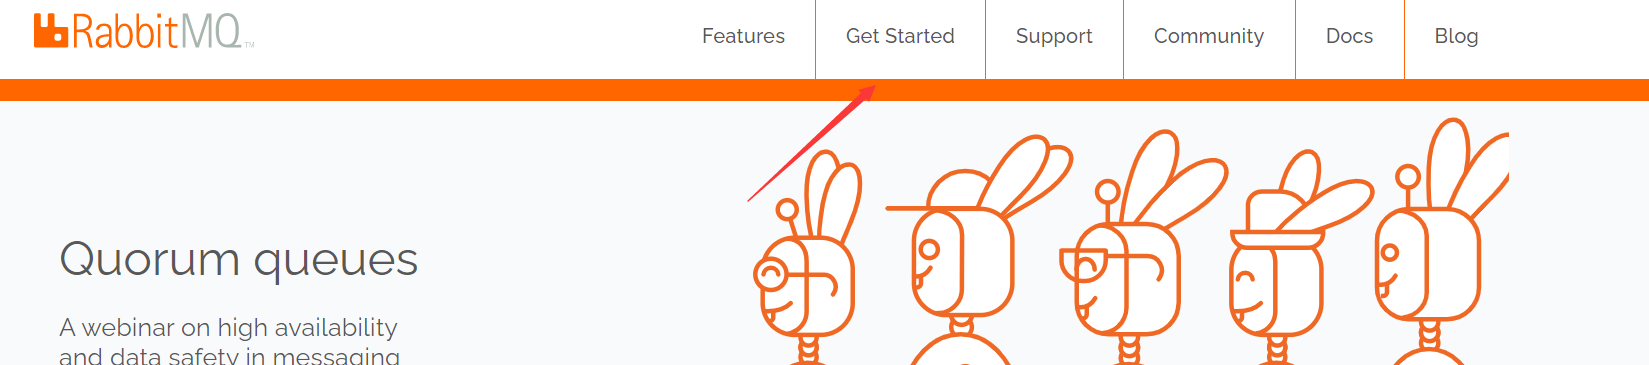 RabbitMQ™
Features
Get Started
Support
Community
Docs
Blog
Quorum queues
A webinar on high availability
and data safety in messaging